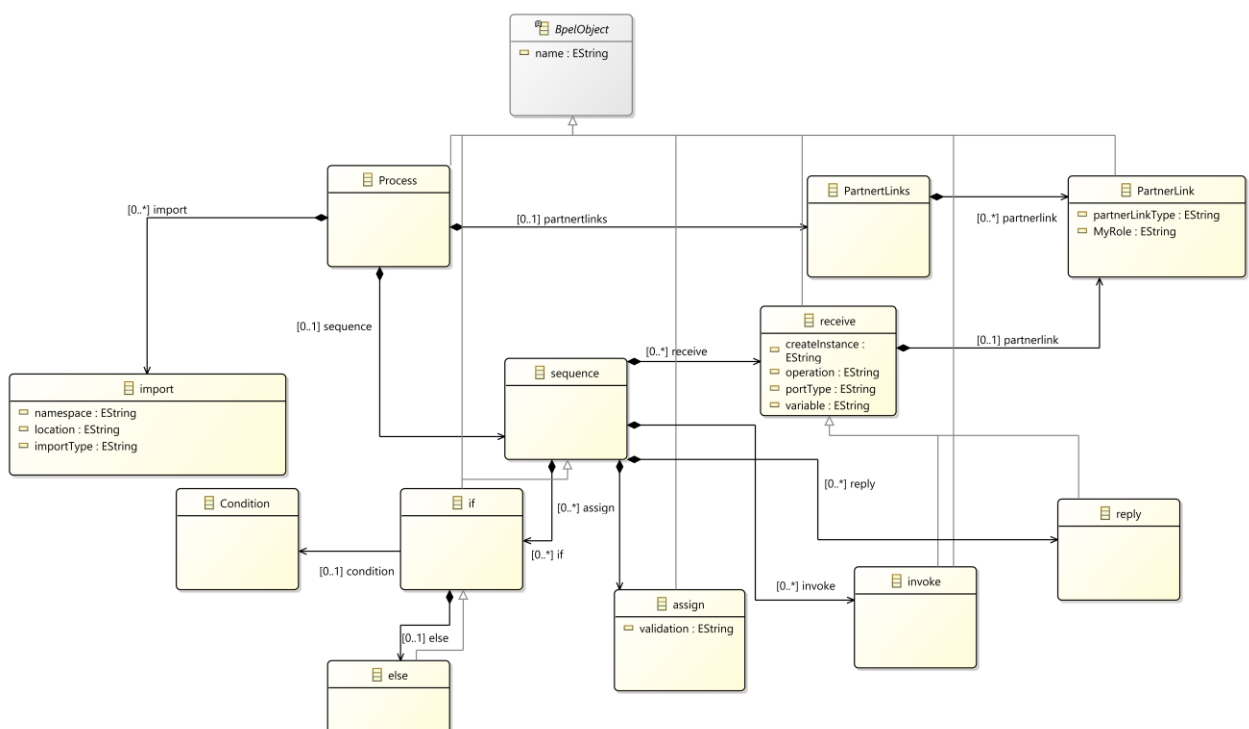 BpelObject
name : EString
Process
PartnertLinks
PartnerLink
partnerLinkType : EString
MyRole : EString
[0..*] import
[0..1] partnertlinks
[0..*] partnerlink
[0..1] sequence
receive
createInstance :
EString
operation : EString
portType : EString
variable : EString
[0..1] partnerlink
[0..*] receive
sequence
import
namespace : EString
location : EString
importType : EString
[0..*] reply
Condition
if
[0..*] assign
reply
[0..*] if
[0..1] condition
[0..*] invoke
invoke
assign
validation : EString
[0..1] else
else